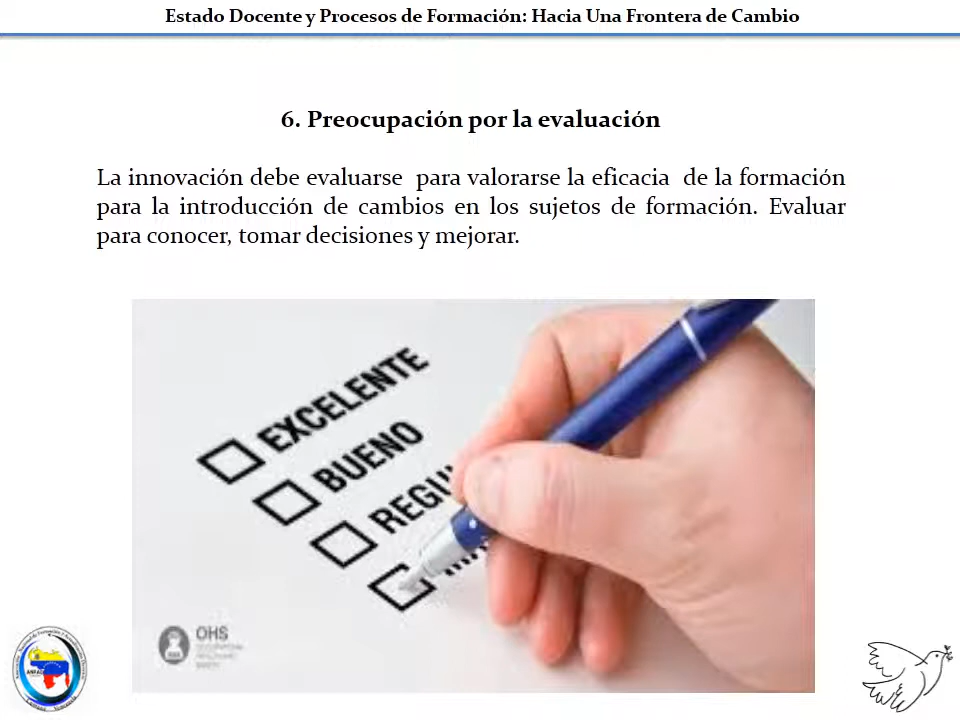 Estado Docente y Procesos de Formación: Hacia Una Frontera de Cambio
6. Preocupación por la evaluación
La innovación debe evaluarse para valorarse la eficacia de la formación
para la introducción de cambios en los sujetos de formación. Evaluar
para conocer, tomar decisiones y mejorar.
EXCELENTE
BUENO
REGU
OHS